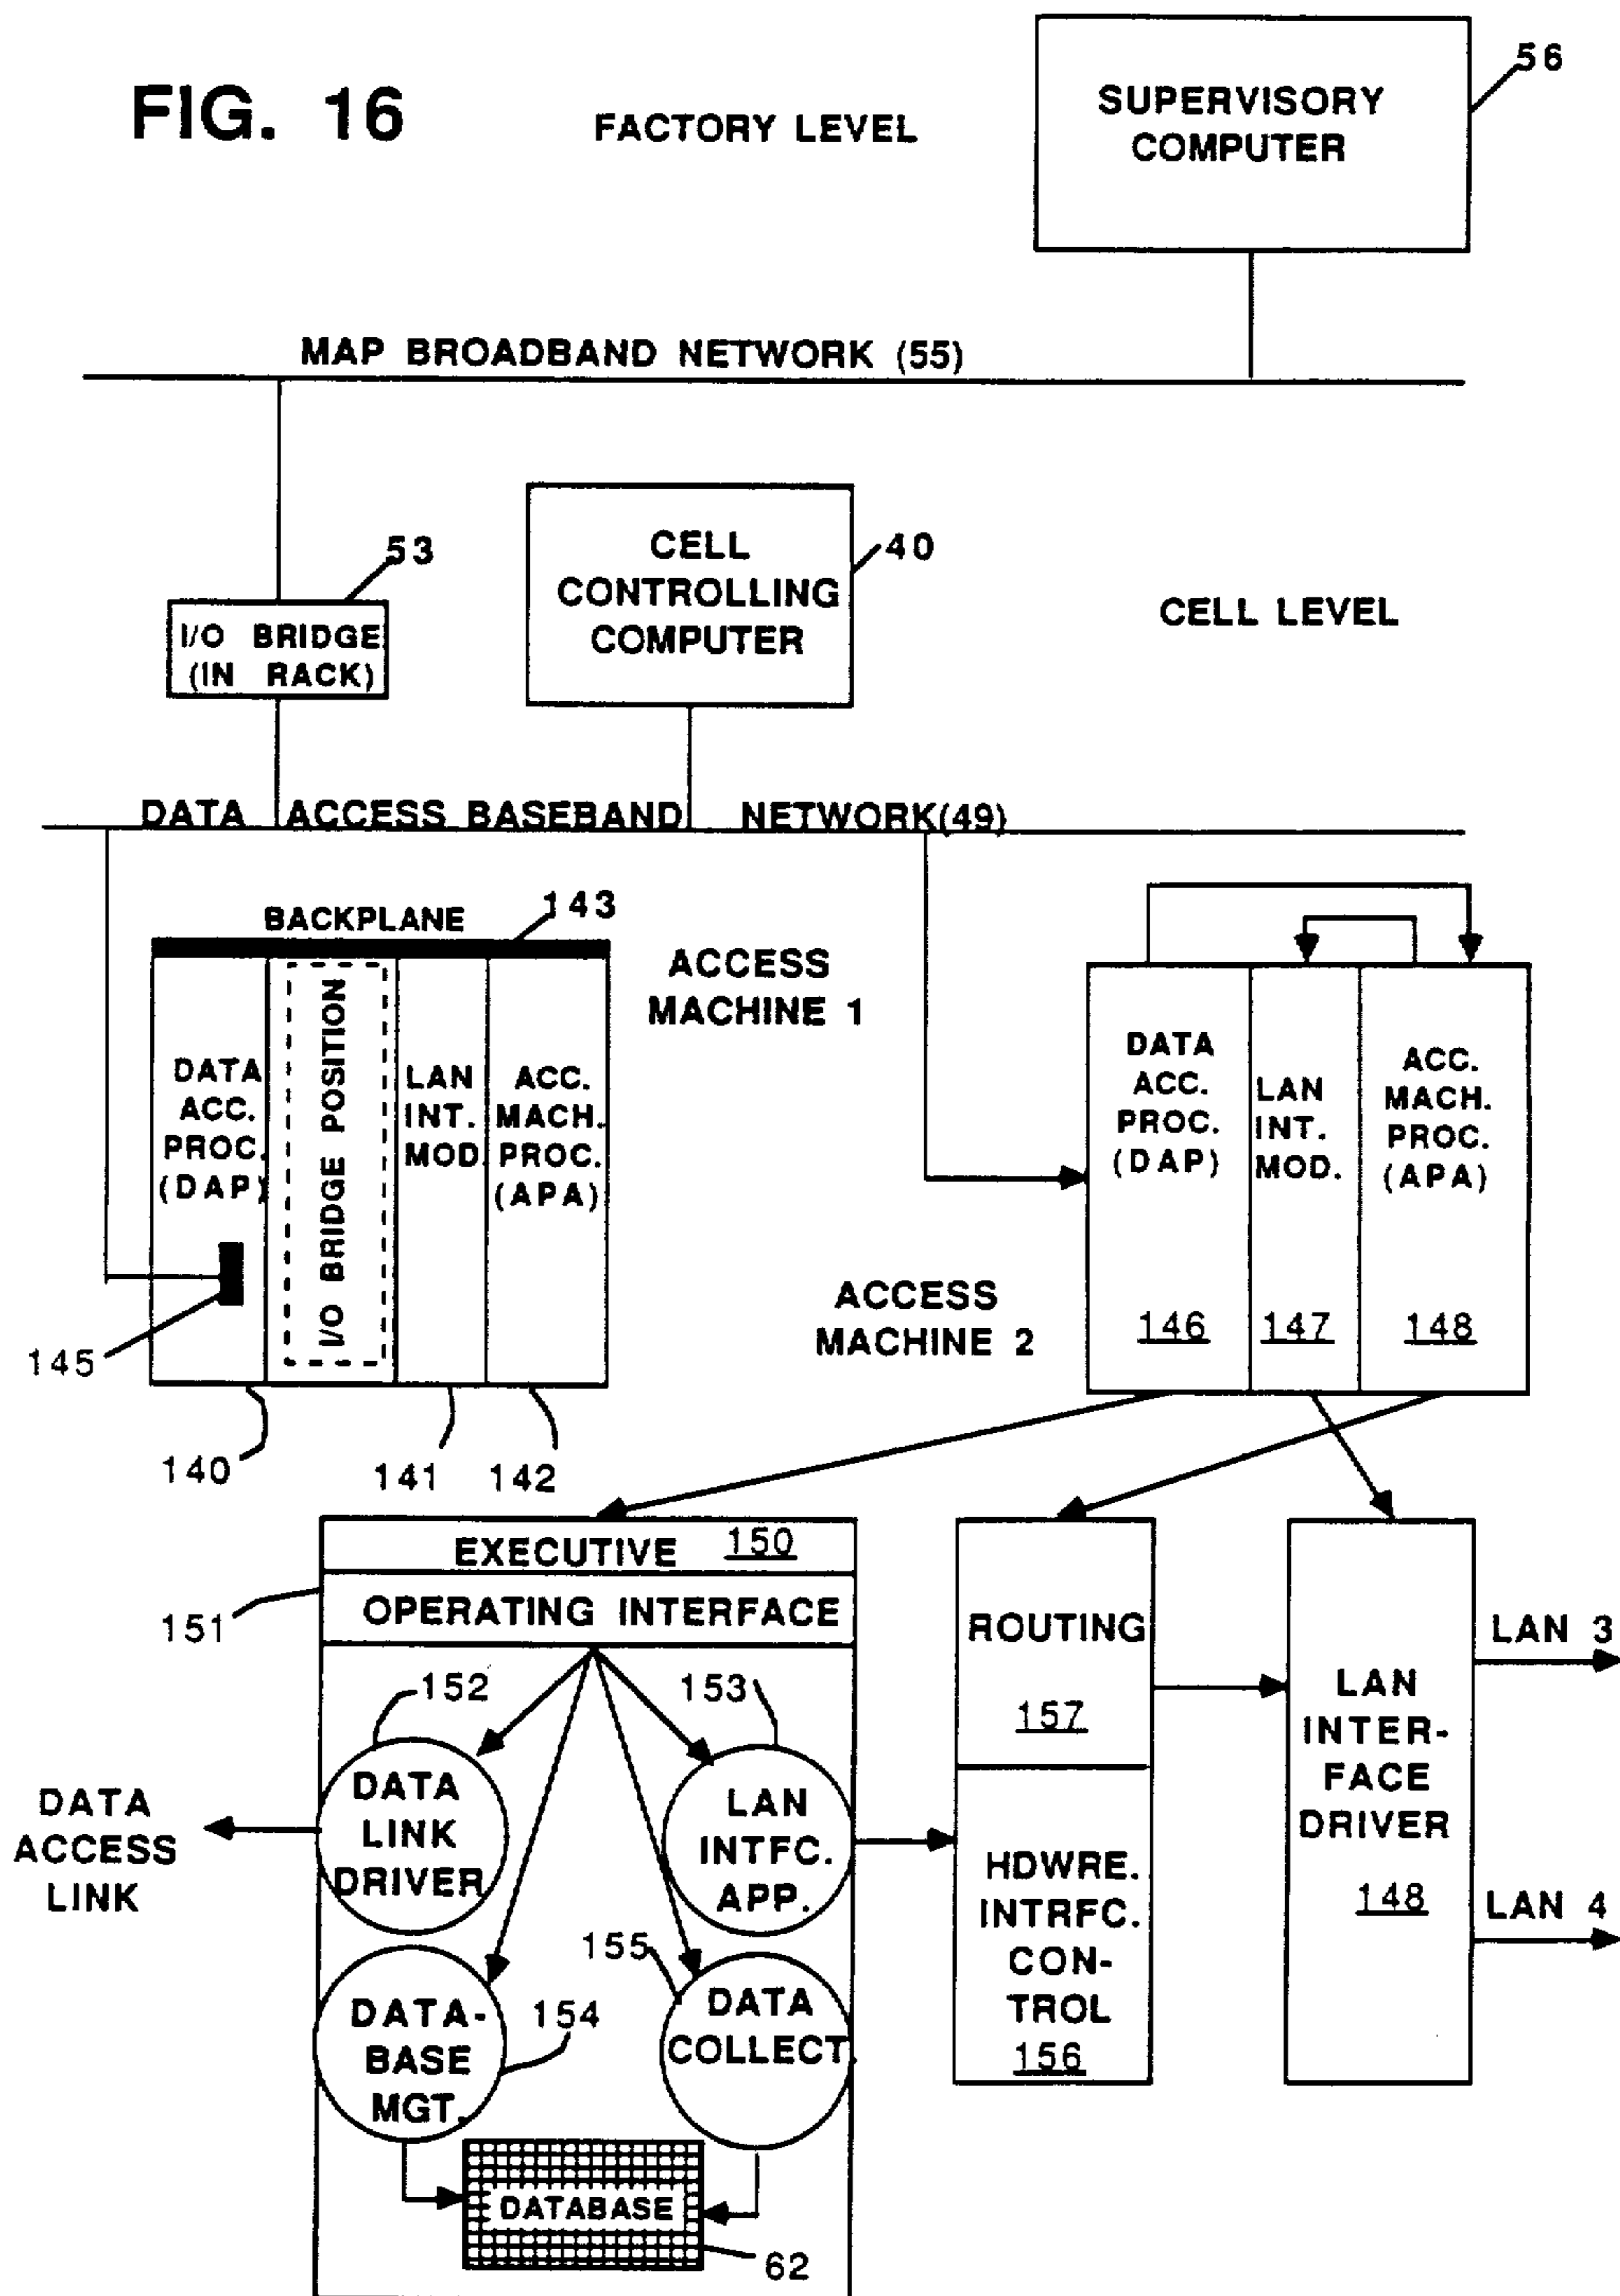 FIG. 16
FACTORY LEVEL
SUPERVISORY
COMPUTER
56
MAP BROADBAND NETWORK (55)
53
I/O BRIDGE
(IN RACK)
CELL
CONTROLLING
COMPUTER
40
CELL LEVEL
DATA ACCESS BASEBAND NETWORK(49)
BACKPLANE
143
ACCESS
MACHINE 1
DATA
ACC.
PROC.
(DAP)
I/O BRIDGE POSITION
LAN
INT.
MOD
ACC.
MACH.
PROC.
(APA)
145
140
141
142
ACCESS
MACHINE 2
DATA
ACC.
PROC.
(DAP)
146
LAN
INT.
MOD.
147
ACC.
MACH.
PROC.
(APA)
148
EXECUTIVE 150
151
OPERATING INTERFACE
152
153
DATA
LINK
DRIVER
LAN
INTFC.
APP.
DATA
ACCESS
LINK
155
DATA-
BASE
MGT.
154
DATA
COLLECT
DATABASE
62
ROUTING
157
HDWRE.
INTRFC.
CON-
TROL
156
LAN
INTER-
FACE
DRIVER
148
LAN 3
LAN 4